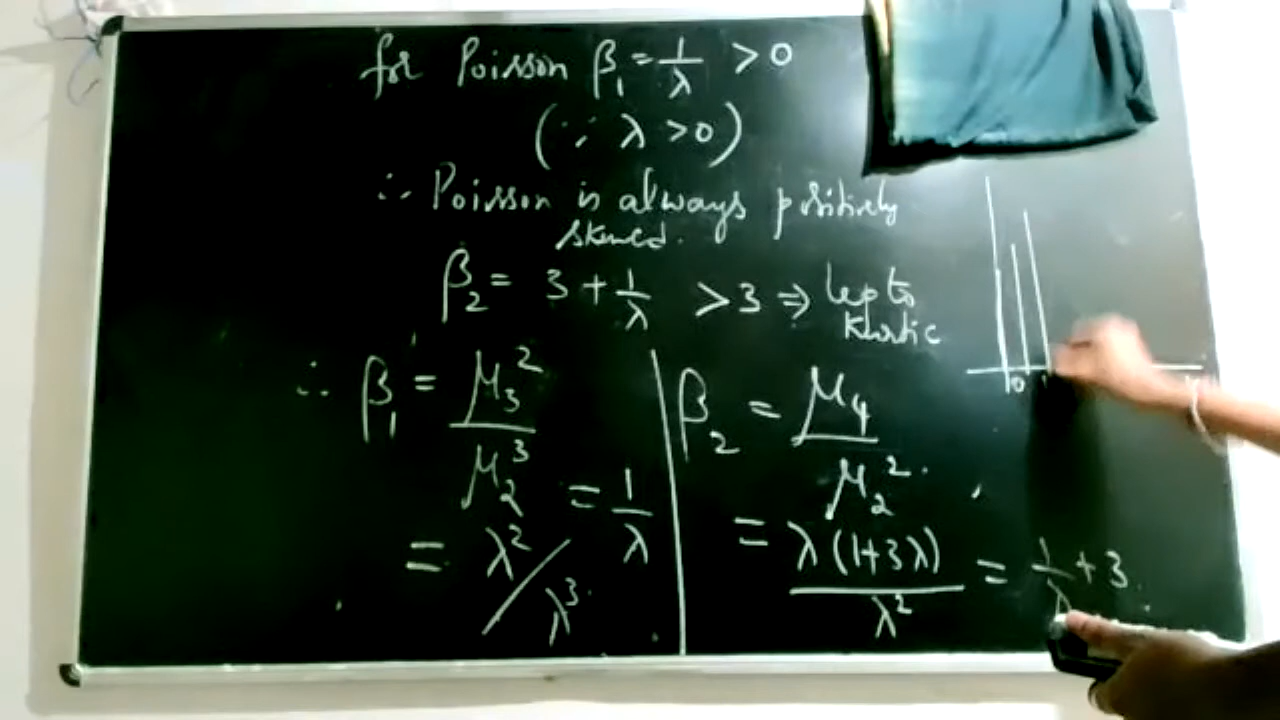 for Poisson β₁ = 1/λ > 0
(∵ λ > 0)
∴ Poisson is always positively
skewed.
β₂ = 3 + 1/λ > 3 ⇒ lepto
kurtic
∴ β₁ = μ₃²/μ₂³ = 1/λ
= λ²/λ³
β₂ = μ₄/μ₂².
= λ(1+3λ)/λ² = 1/λ + 3
0